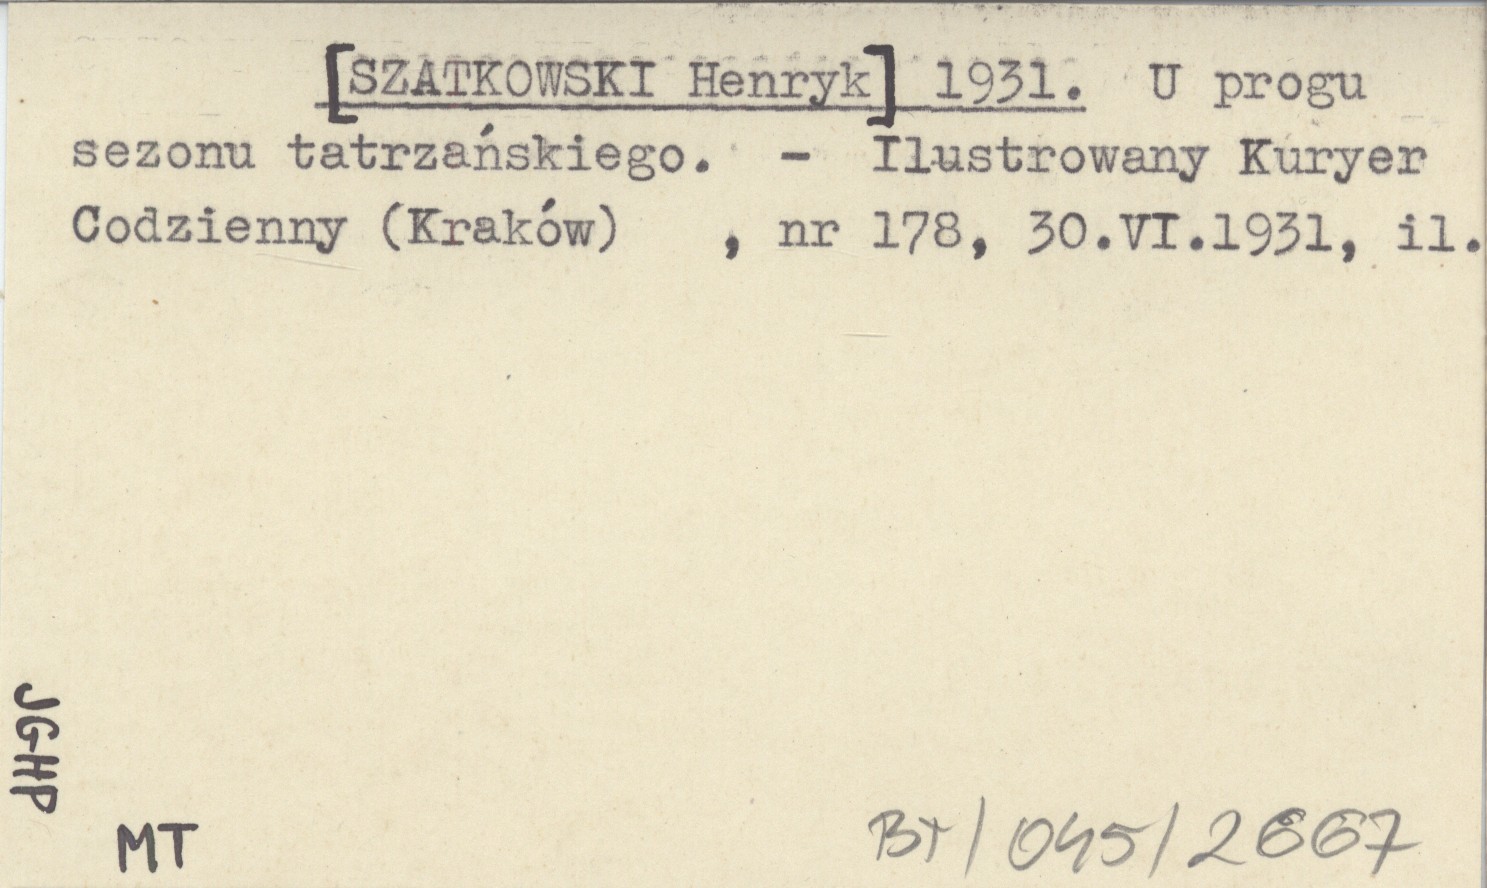 [SZATKOWSKI Henryk] 1931. U progu
sezonu tatrzańskiego. - Ilustrowany Kuryer
Codzienny (Kraków) , nr 178, 30.VI.1931, il.
JGHP
MT
BT/045/2667